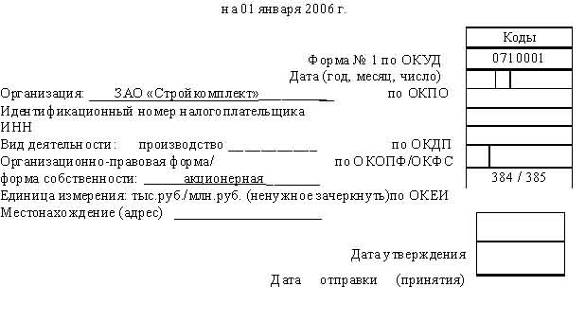 на 01 января 2006 г.
Коды
Форма № 1 по ОКУД 0710001
Дата (год, месяц, число)
Организация: ЗАО «Стройкомплект» по ОКПО
Идентификационный номер налогоплательщика
ИНН
Вид деятельности: производство по ОКДП
Организационно-правовая форма/ по ОКОПФ/ОКФС
форма собственности: акционерная 384 / 385
Единица измерения: тыс.руб./млн.руб. (ненужное зачеркнуть)по ОКЕИ
Местонахождение (адрес)
Дата утверждения
Дата отправки (принятия)